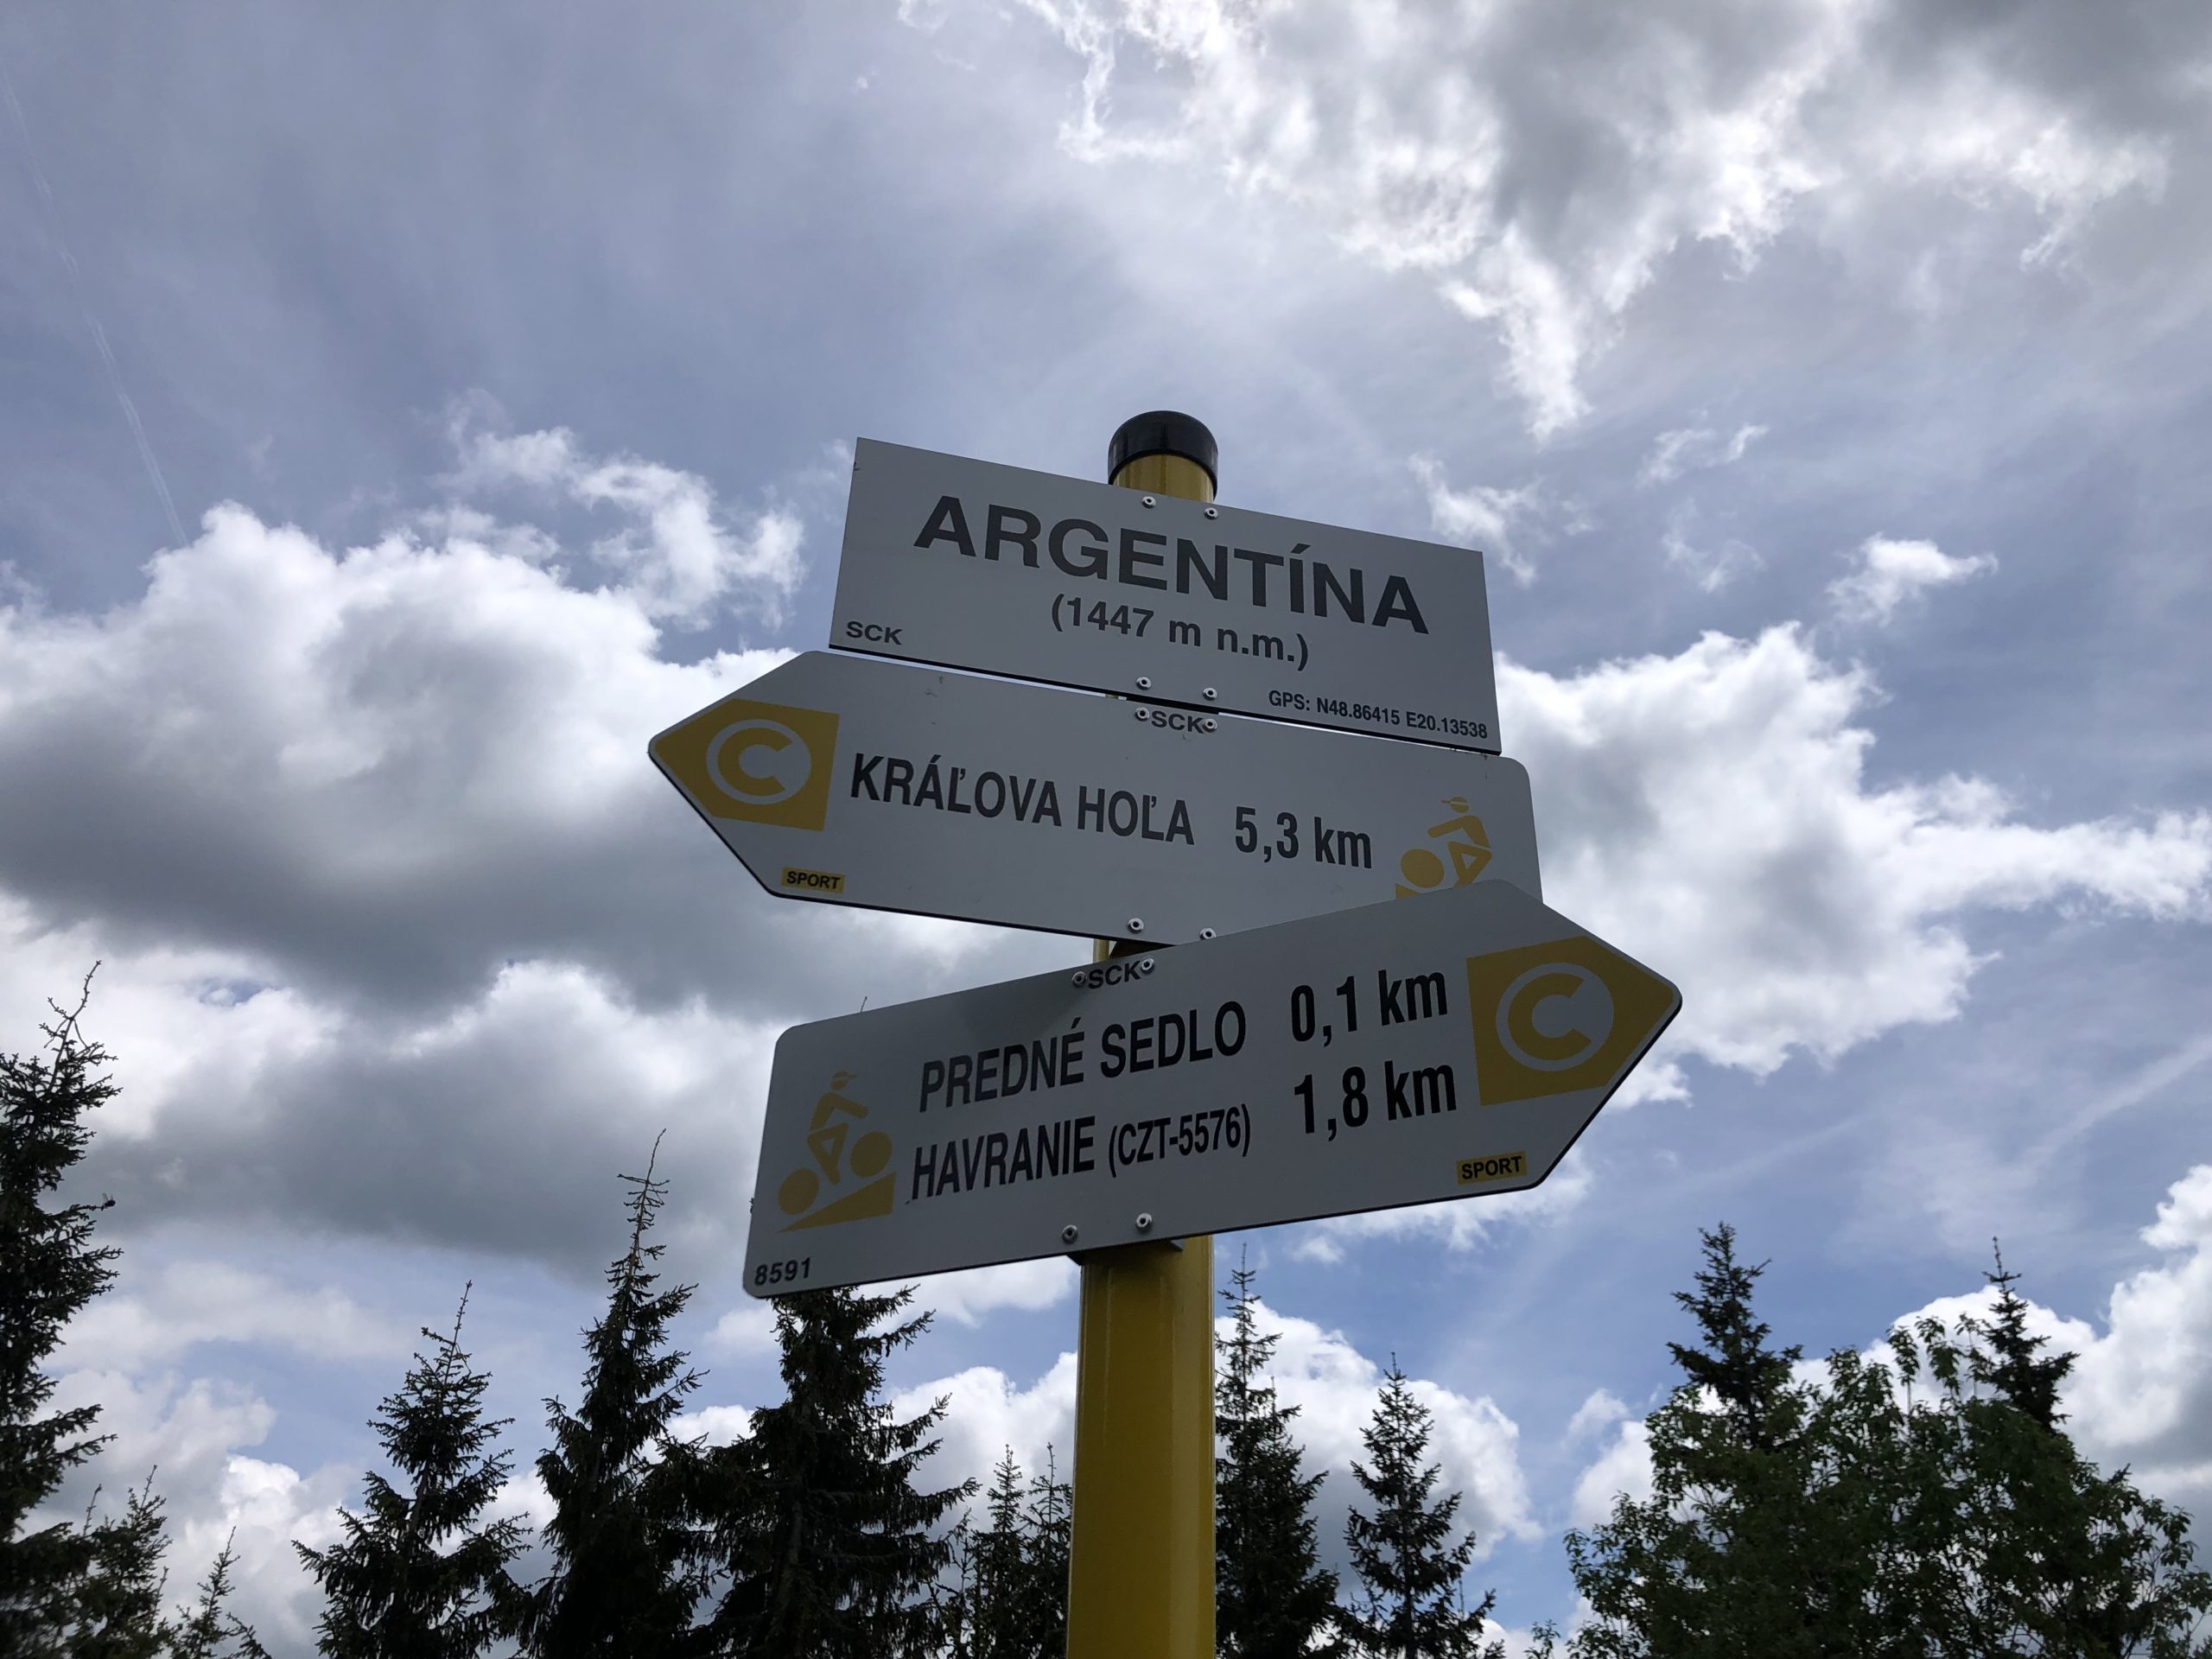 ARGENTÍNA
(1447 m n.m.)
SCK
GPS: N48.86415 E20.13538
SCK
C
KRÁĽOVA HOĽA 5,3 km
SPORT
SCK
PREDNÉ SEDLO 0,1 km
C
HAVRANIE (CZT-5576) 1,8 km
SPORT
8591